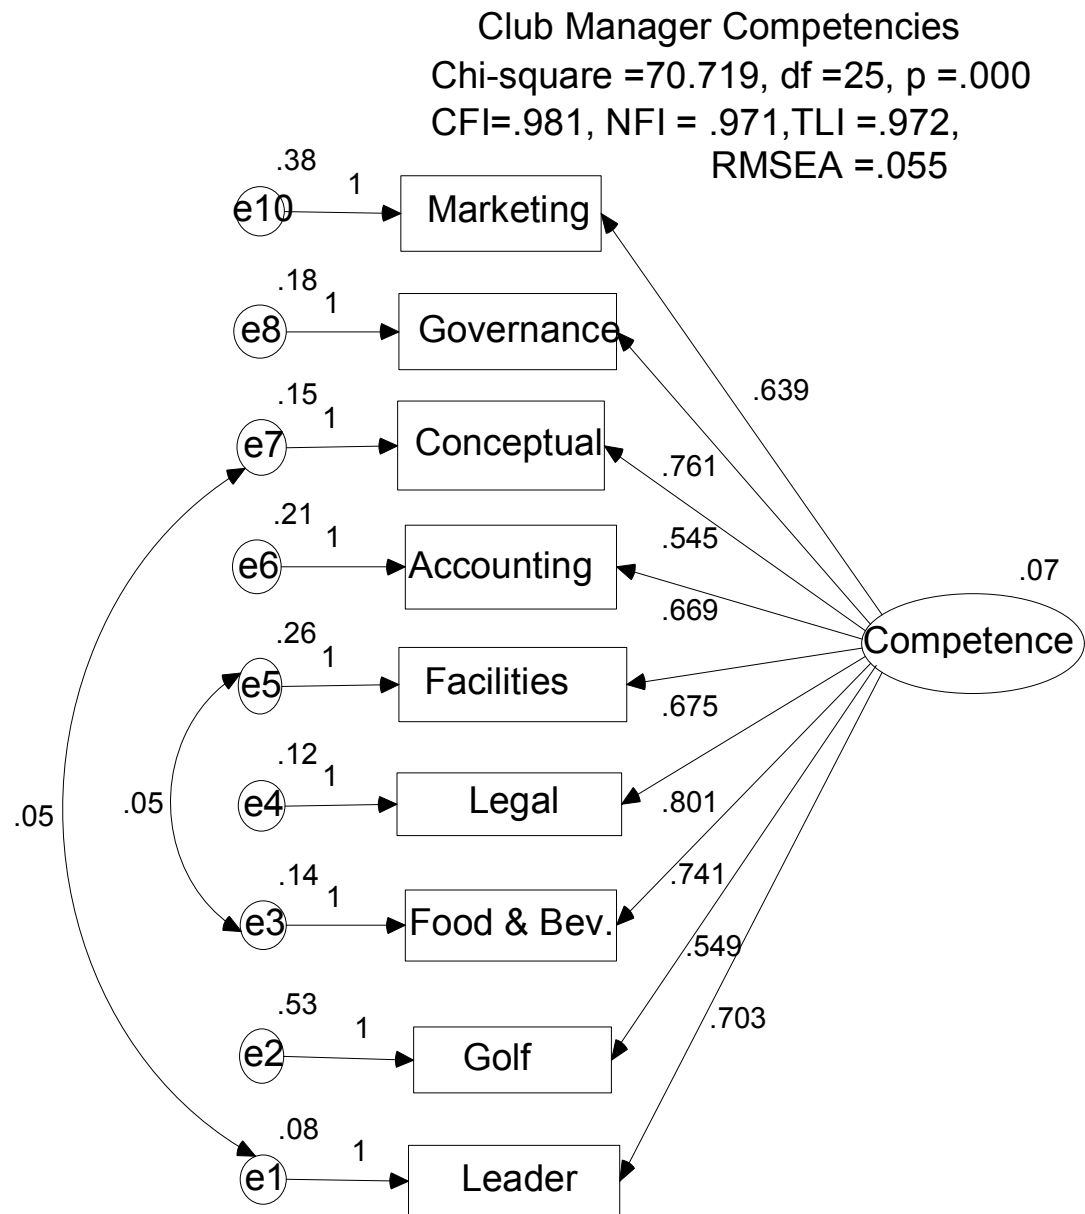 Club Manager Competencies
Chi-square =70.719, df =25, p =.000
CFI=.981, NFI = .971,TLI =.972,
RMSEA =.055
.38
1
e10
Marketing
.18
1
e8
Governance
.639
.15
1
e7
Conceptual
.761
.21
1
.545
e6
Accounting
.669
.07
Competence
.26
1
e5
Facilities
.675
.12
1
e4
Legal
.801
.05
.05
.14
1
.741
e3
Food & Bev.
.549
.53
1
.703
e2
Golf
.08
1
e1
Leader